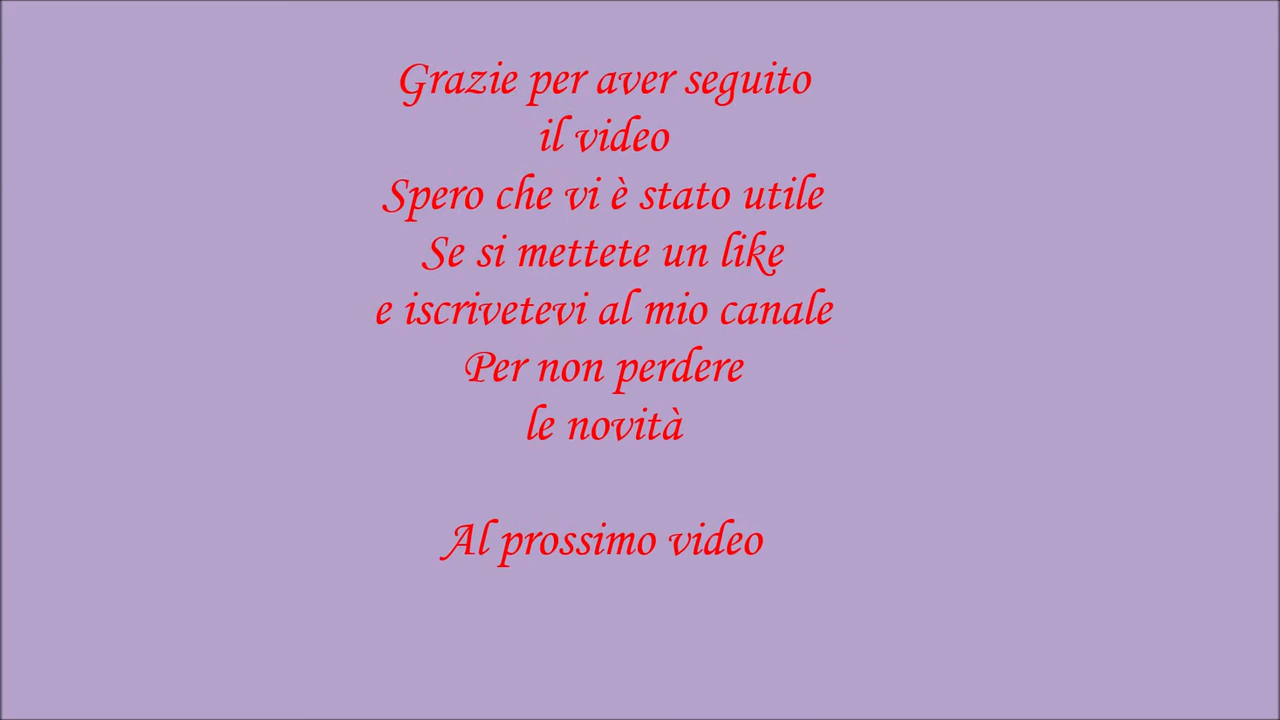 Grazie per aver seguito
il video
Spero che vi è stato utile
Se si mettete un like
e iscrivetevi al mio canale
Per non perdere
le novità
Al prossimo video